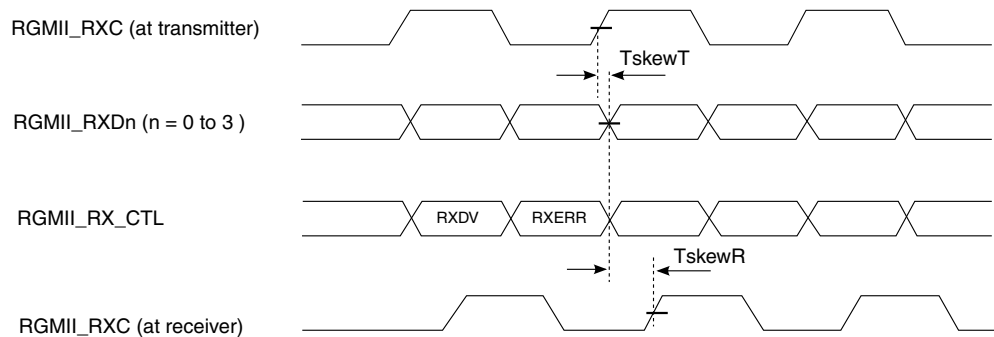 RGMII_RXC (at transmitter)
TskewT
RGMII_RXDn (n = 0 to 3 )
RGMII_RX_CTL
RXDV
RXERR
TskewR
RGMII_RXC (at receiver)